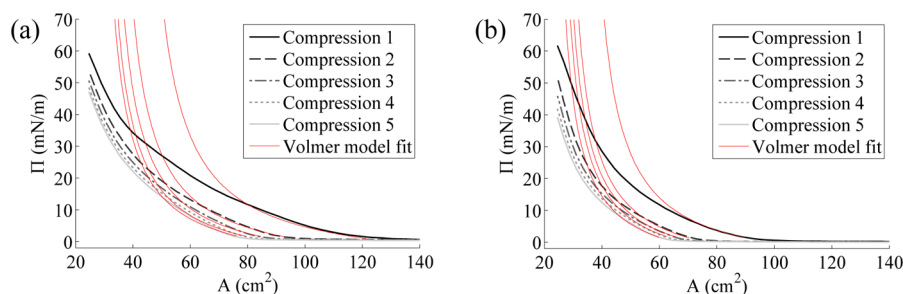 (a)
Π (mN/m)
70
60
50
40
30
20
10
0
20 40 60 80 100 120 140
A (cm²)
Compression 1
Compression 2
Compression 3
Compression 4
Compression 5
Volmer model fit
(b)
Π (mN/m)
70
60
50
40
30
20
10
0
20 40 60 80 100 120 140
A (cm²)
Compression 1
Compression 2
Compression 3
Compression 4
Compression 5
Volmer model fit